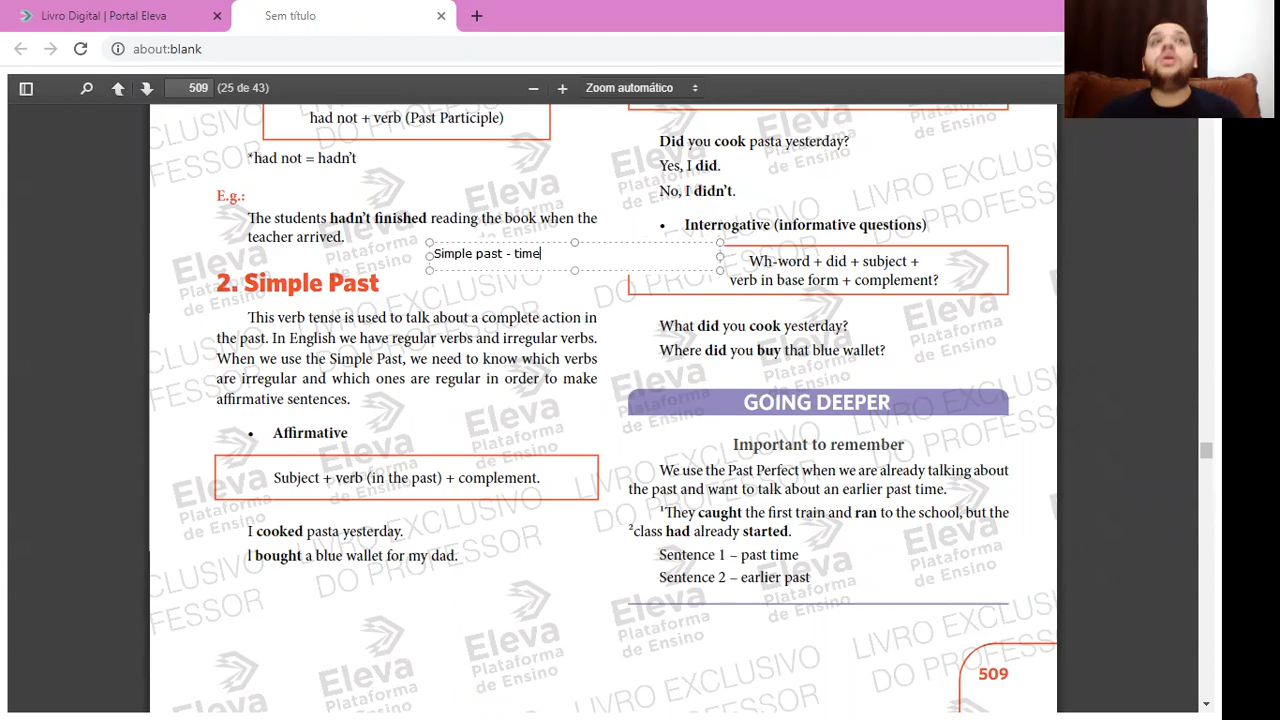 Livro Digital | Portal Eleva
Sem título
about:blank
509 (25 de 43)
Zoom automático
had not + verb (Past Participle)
*had not = hadn't
E.g.:
The students hadn't finished reading the book when the
teacher arrived.
Simple past - time
2. Simple Past
This verb tense is used to talk about a complete action in
the past. In English we have regular verbs and irregular verbs.
When we use the Simple Past, we need to know which verbs
are irregular and which ones are regular in order to make
affirmative sentences.
• Affirmative
Subject + verb (in the past) + complement.
I cooked pasta yesterday.
I bought a blue wallet for my dad.
Did you cook pasta yesterday?
Yes, I did.
No, I didn't.
• Interrogative (informative questions)
Wh-word + did + subject +
verb in base form + complement?
What did you cook yesterday?
Where did you buy that blue wallet?
GOING DEEPER
Important to remember
We use the Past Perfect when we are already talking about
the past and want to talk about an earlier past time.
¹They caught the first train and ran to the school, but the
²class had already started.
Sentence 1 – past time
Sentence 2 – earlier past
509
Eleva
Plataforma
de Ensino
LIVRO EXCLUSIVO
DO PROFESSOR